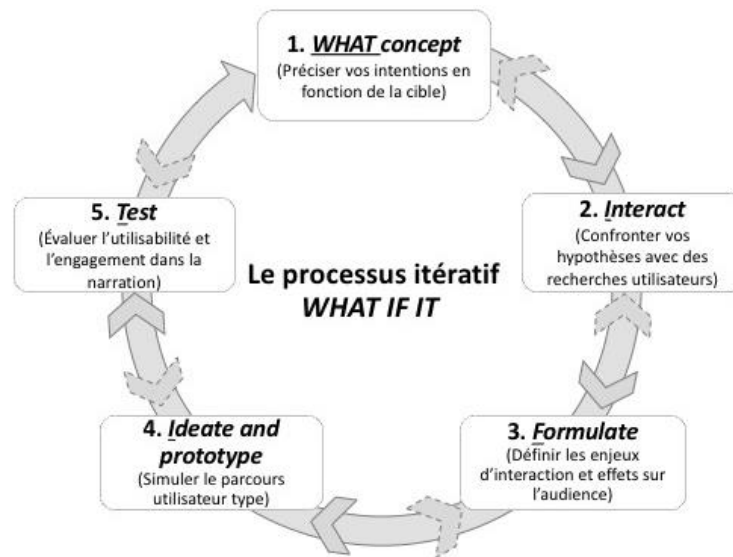 1. WHAT concept
(Préciser vos intentions en
fonction de la cible)
2. Interact
(Confronter vos
hypothèses avec des
recherches utilisateurs)
3. Formulate
(Définir les enjeux
d'interaction et effets sur
l'audience)
4. Ideate and
prototype
(Simuler le parcours
utilisateur type)
5. Test
(Évaluer l'utilisabilité et
l'engagement dans la
narration)
Le processus itératif
WHAT IF IT